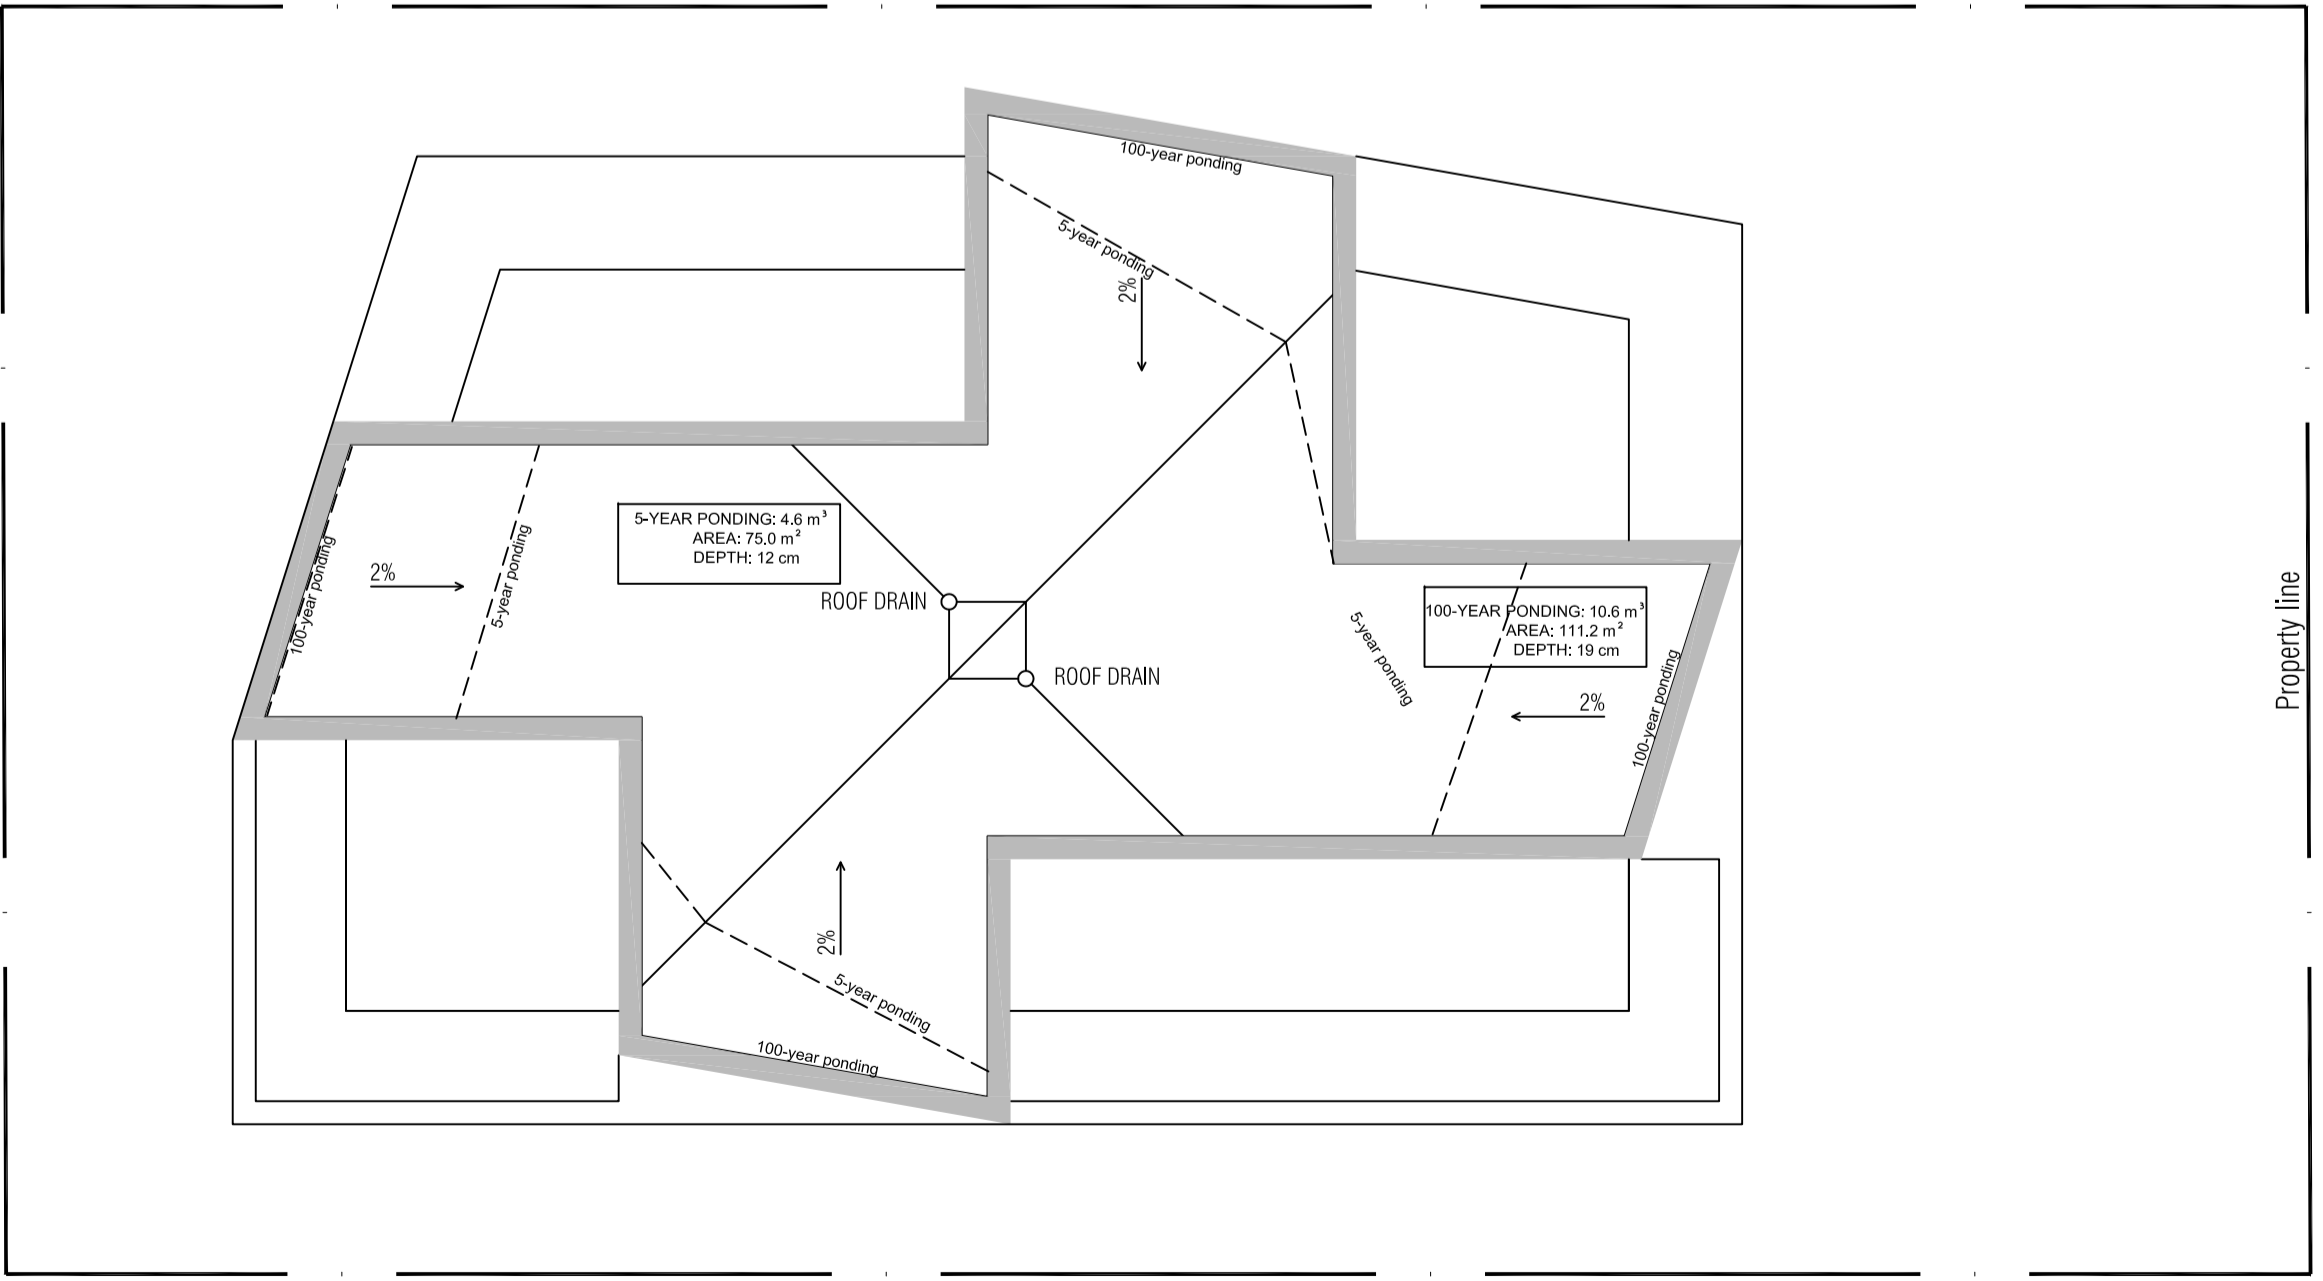 100-year ponding
5-year ponding
2%
5-YEAR PONDING: 4.6 m³
AREA: 75.0 m²
DEPTH: 12 cm
100-year ponding
2%
5-year ponding
ROOF DRAIN
ROOF DRAIN
5-year ponding
100-YEAR PONDING: 10.6 m³
AREA: 111.2 m²
DEPTH: 19 cm
2%
100-year ponding
Property line
2%
5-year ponding
100-year ponding